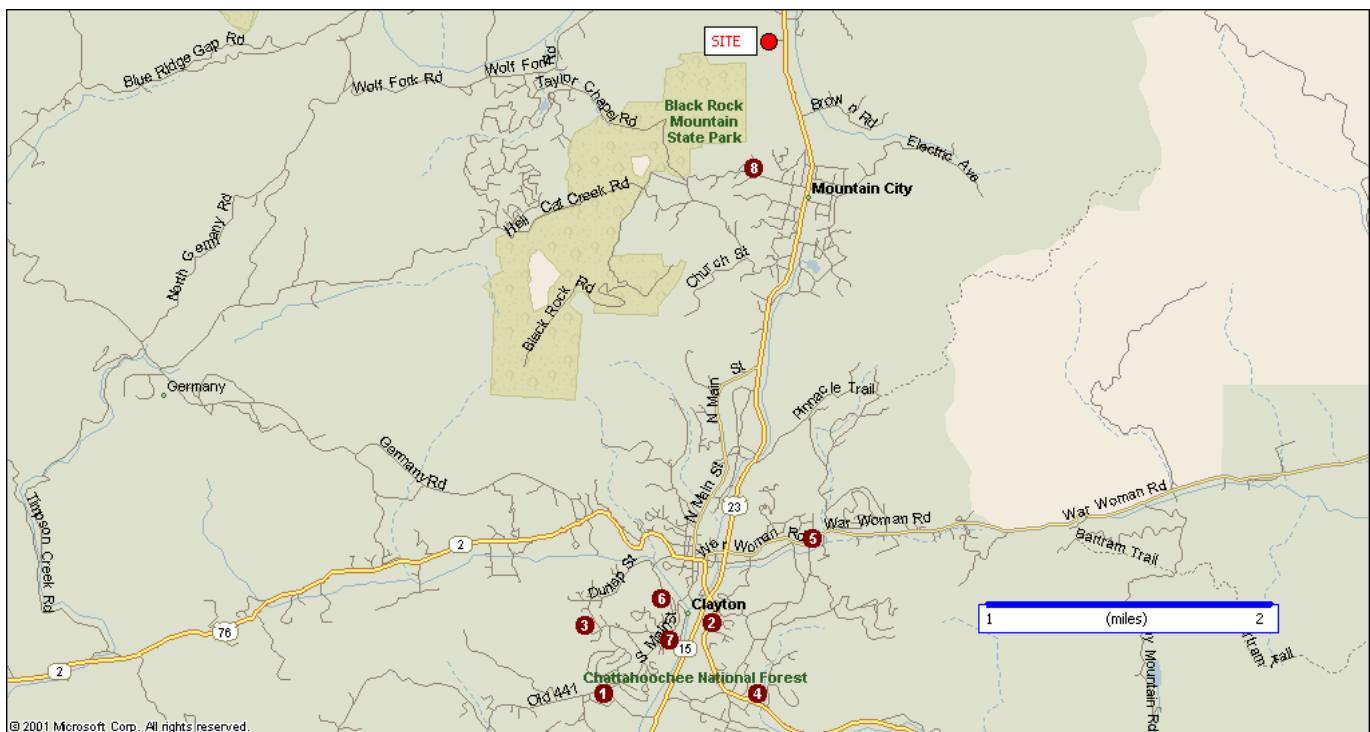 SITE
Blue Ridge Gap Rd
Wolf Fork Rd
Wolf Fork Rd
Taylor Chapel Rd
Black Rock
Mountain
State Park
Brow n Rd
Electric Ave
8
Mountain City
Hell Cat Creek Rd
North Germany Rd
Church St
Black Rock Rd
Germany
N Main St
Pinnacle Trail
Germany Rd
N Main St
23
War Woman Rd
War Woman Rd
War Woman Rd
5
Bartram Trail
2
Timpson Creek Rd
Dunlap St
6
Clayton
3
2
7
S Main St
15
1
(miles)
2
76
2
Chattahoochee National Forest
Old 441
1
4
Mountain Rd
© 2001 Microsoft Corp. All rights reserved.